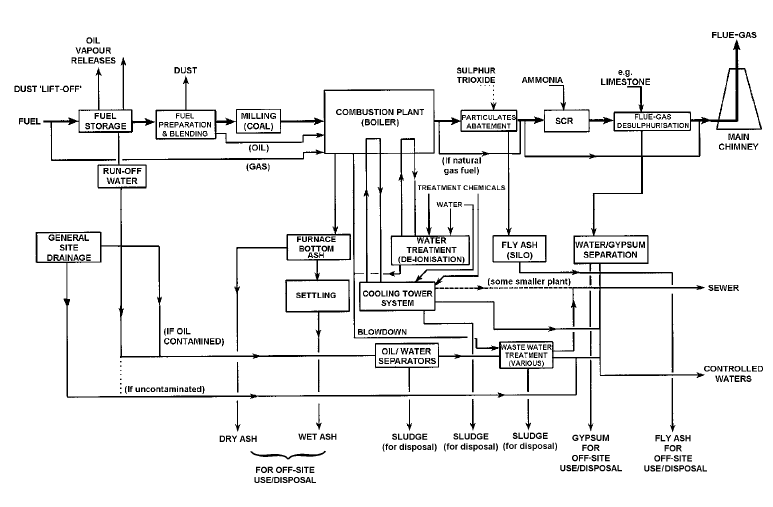 FLUE-GAS
OIL
VAPOUR
RELEASES
DUST
SULPHUR
TRIOXIDE
AMMONIA
e.g.
LIMESTONE
DUST 'LIFT-OFF'
FUEL
FUEL
STORAGE
FUEL
PREPARATION
& BLENDING
MILLING
(COAL)
COMBUSTION PLANT
(BOILER)
PARTICULATES
ABATEMENT
SCR
FLUE-GAS
DESULPHURISATION
MAIN
CHIMNEY
(OIL)
(GAS)
(If natural
gas fuel)
RUN-OFF
WATER
TREATMENT CHEMICALS
WATER
GENERAL
SITE
DRAINAGE
FURNACE
BOTTOM
ASH
WATER
TREATMENT
(DE-IONISATION)
FLY ASH
(SILO)
WATER/GYPSUM
SEPARATION
SETTLING
COOLING TOWER
SYSTEM
(some smaller plant)
SEWER
(IF OIL
CONTAMINED)
BLOWDOWN
OIL/ WATER
SEPARATORS
WASTE WATER
TREATMENT
(VARIOUS)
CONTROLLED
WATERS
(If uncontaminated)
DRY ASH
WET ASH
SLUDGE
(for disposal)
SLUDGE
(for disposal)
SLUDGE
(for disposal)
GYPSUM
FOR
OFF-SITE
USE/DISPOSAL
FLY ASH
FOR
OFF-SITE
USE/DISPOSAL
FOR OFF-SITE
USE/DISPOSAL